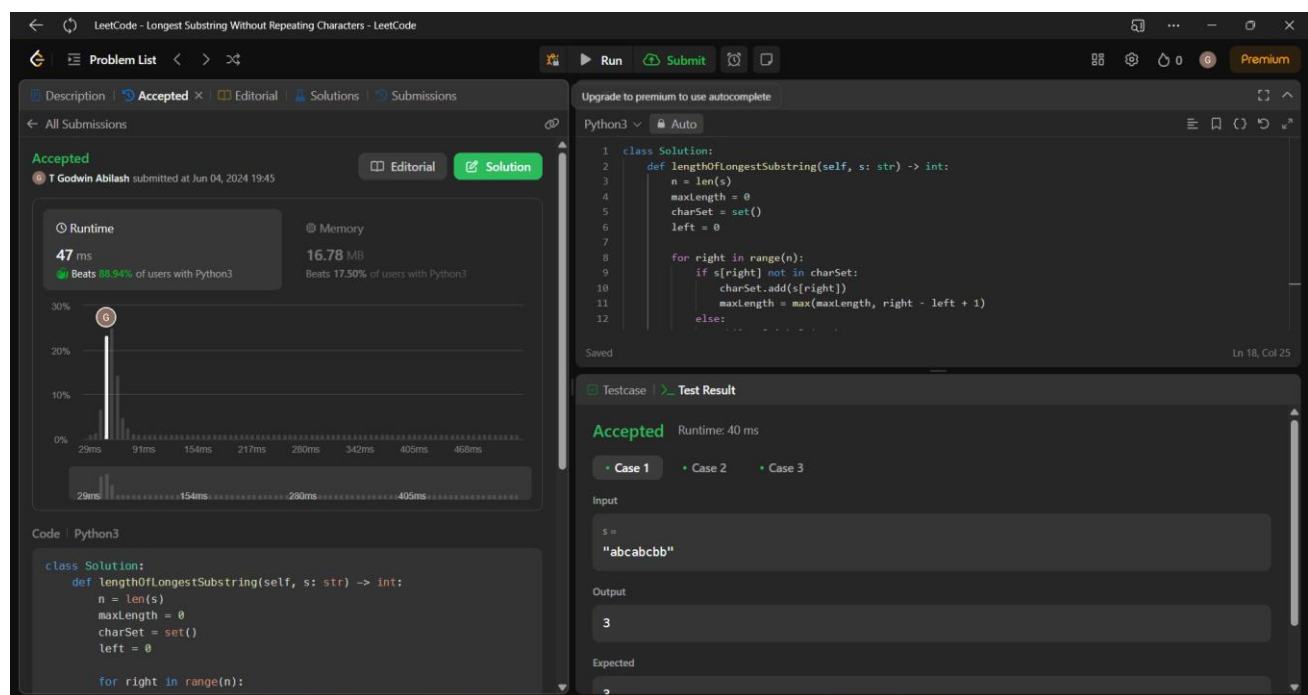 LeetCode - Longest Substring Without Repeating Characters - LeetCode
Problem List
Run
Submit
0
G
Premium
Description
Accepted
Editorial
Solutions
Submissions
All Submissions
Accepted
G T Godwin Abilash submitted at Jun 04, 2024 19:45
Editorial
Solution
Runtime
47 ms
Beats 88.94% of users with Python3
Memory
16.78 MB
Beats 17.50% of users with Python3
30%
20%
10%
0%
G
29ms 91ms 154ms 217ms 280ms 342ms 405ms 468ms
29ms 154ms 280ms 405ms
Code | Python3
class Solution:
def lengthOfLongestSubstring(self, s: str) -> int:
n = len(s)
maxLength = 0
charSet = set()
left = 0
for right in range(n):
Upgrade to premium to use autocomplete
Python3
Auto
1 class Solution:
2 def lengthOfLongestSubstring(self, s: str) -> int:
3 n = len(s)
4 maxLength = 0
5 charSet = set()
6 left = 0
7
8 for right in range(n):
9 if s[right] not in charSet:
10 charSet.add(s[right])
11 maxLength = max(maxLength, right - left + 1)
12 else:
Saved
Ln 18, Col 25
Testcase
Test Result
Accepted Runtime: 40 ms
• Case 1 • Case 2 • Case 3
Input
s =
"abcabcbb"
Output
3
Expected
3